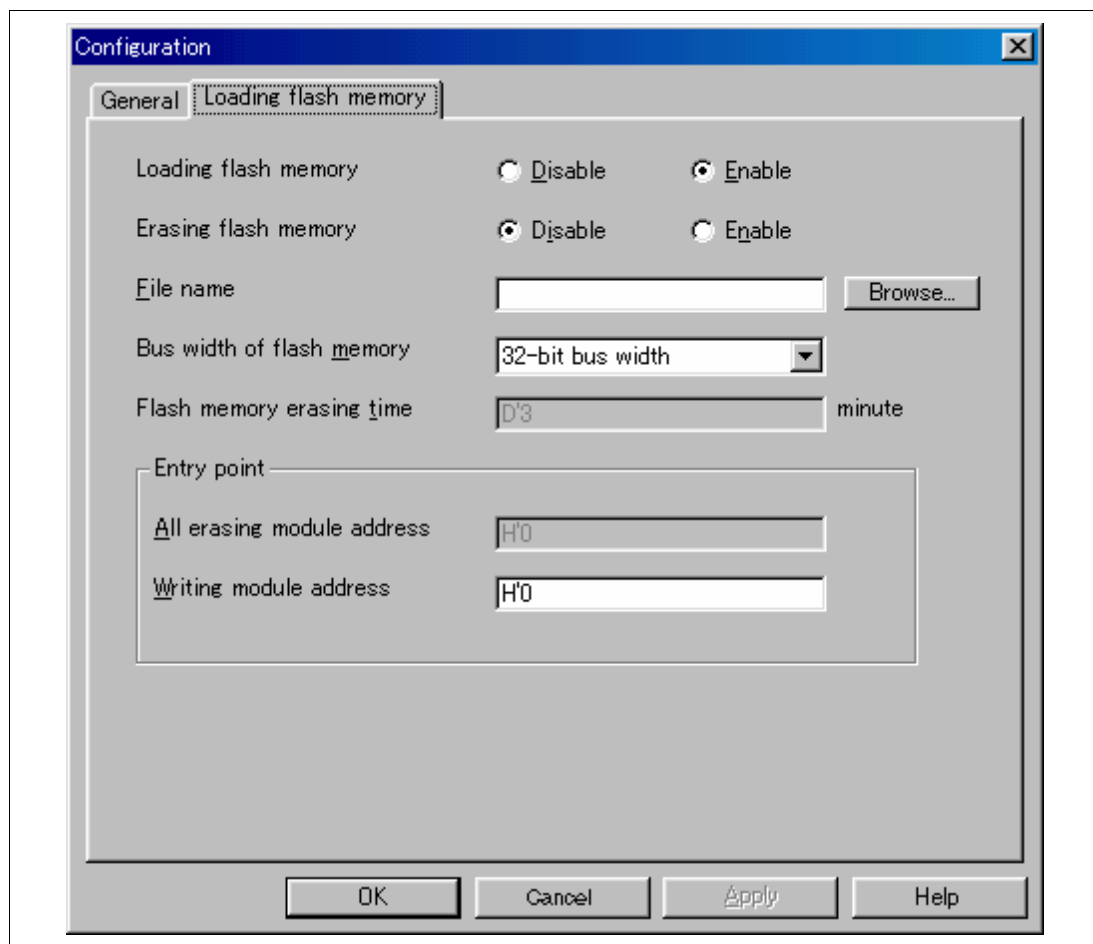 Configuration
General Loading flash memory
Loading flash memory Disable Enable
Erasing flash memory Disable Enable
File name Browse...
Bus width of flash memory 32-bit bus width
Flash memory erasing time D'3 minute
Entry point
All erasing module address H'0
Writing module address H'0
OK Cancel Apply Help